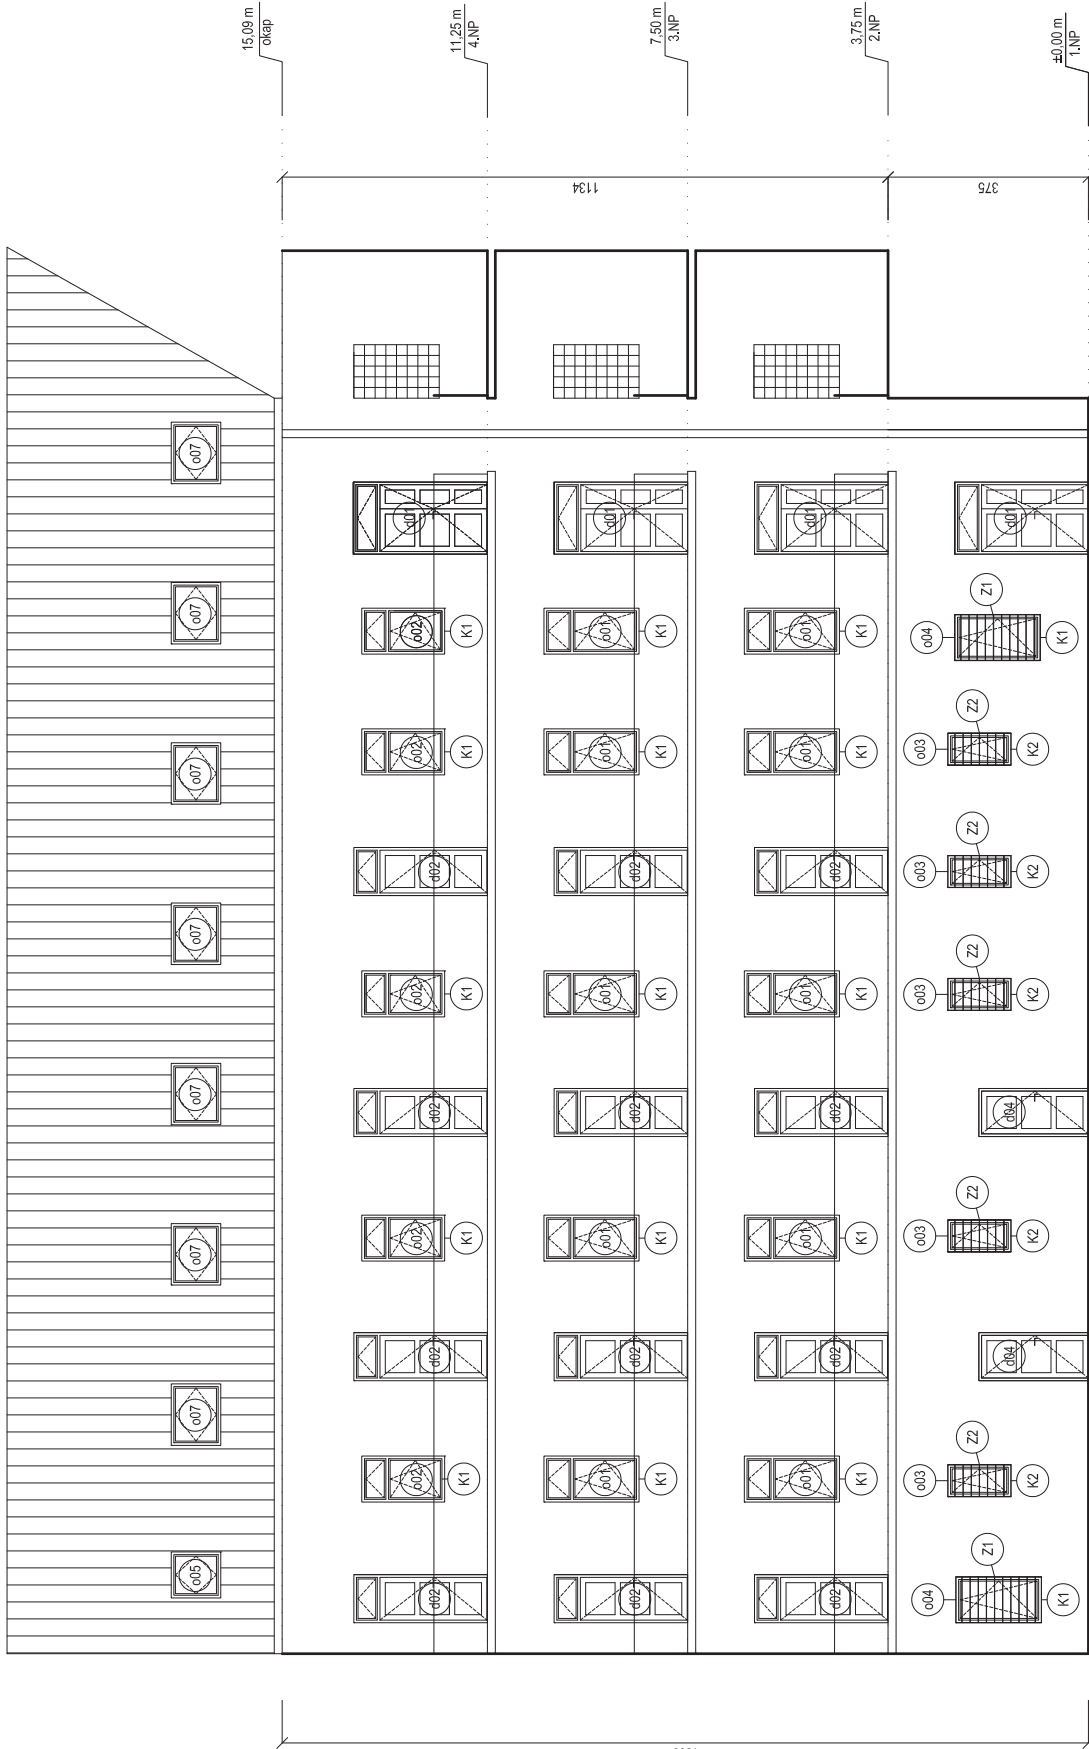 15,09 m
okap
11,25 m
4.NP
7,50 m
3.NP
3,75 m
2.NP
±0,00 m
1.NP
1134
375
o05 o07 o07 o07 o07 o07 o07 o07
d02 o02 d02 o02 d02 o02 d02 o02 o02 d01
K1 K1 K1 K1 K1
d02 o01 d02 o01 d02 o01 d02 o01 o01 d01
K1 K1 K1 K1 K1
d02 o01 d02 o01 d02 o01 d02 o01 o01 d01
K1 K1 K1 K1 K1
o04 o03 o03 o03 o03 o03 o04
Z1 Z2 Z2 Z2 Z2 Z2 Z1
d04 d04 d01
K1 K2 K2 K2 K2 K2 K1